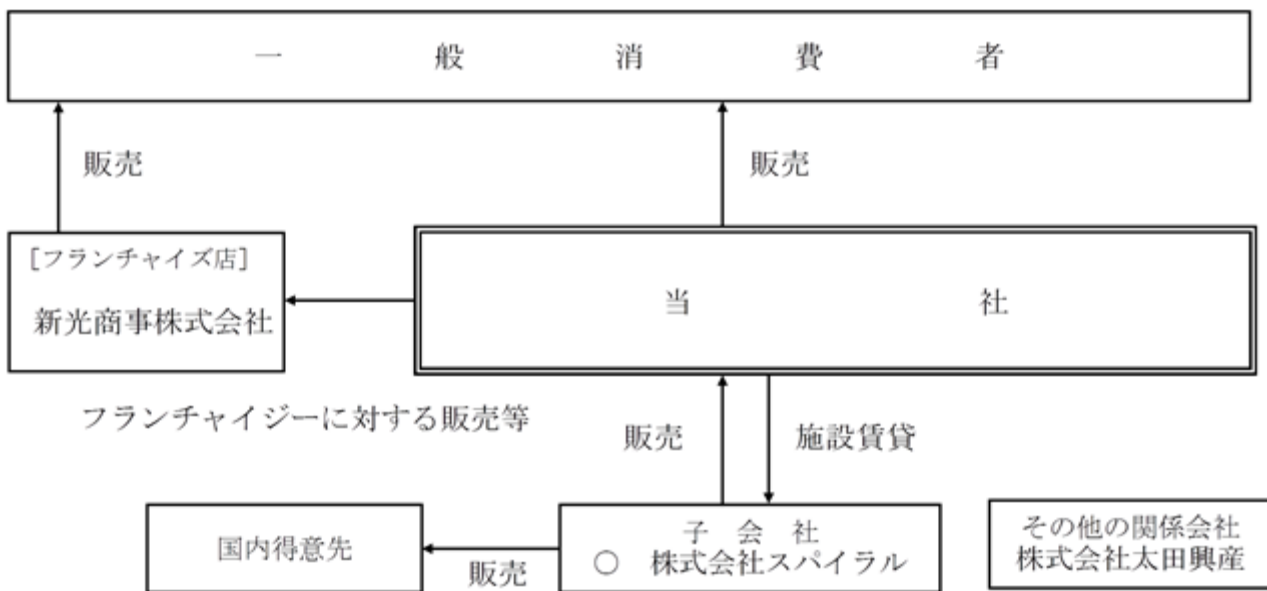 一般消費者
販売
販売
[フランチャイズ店]
新光商事株式会社
当社
フランチャイジーに対する販売等
販売
施設賃貸
国内得意先
販売
子会社
○ 株式会社スパイラル
その他の関係会社
株式会社太田興産